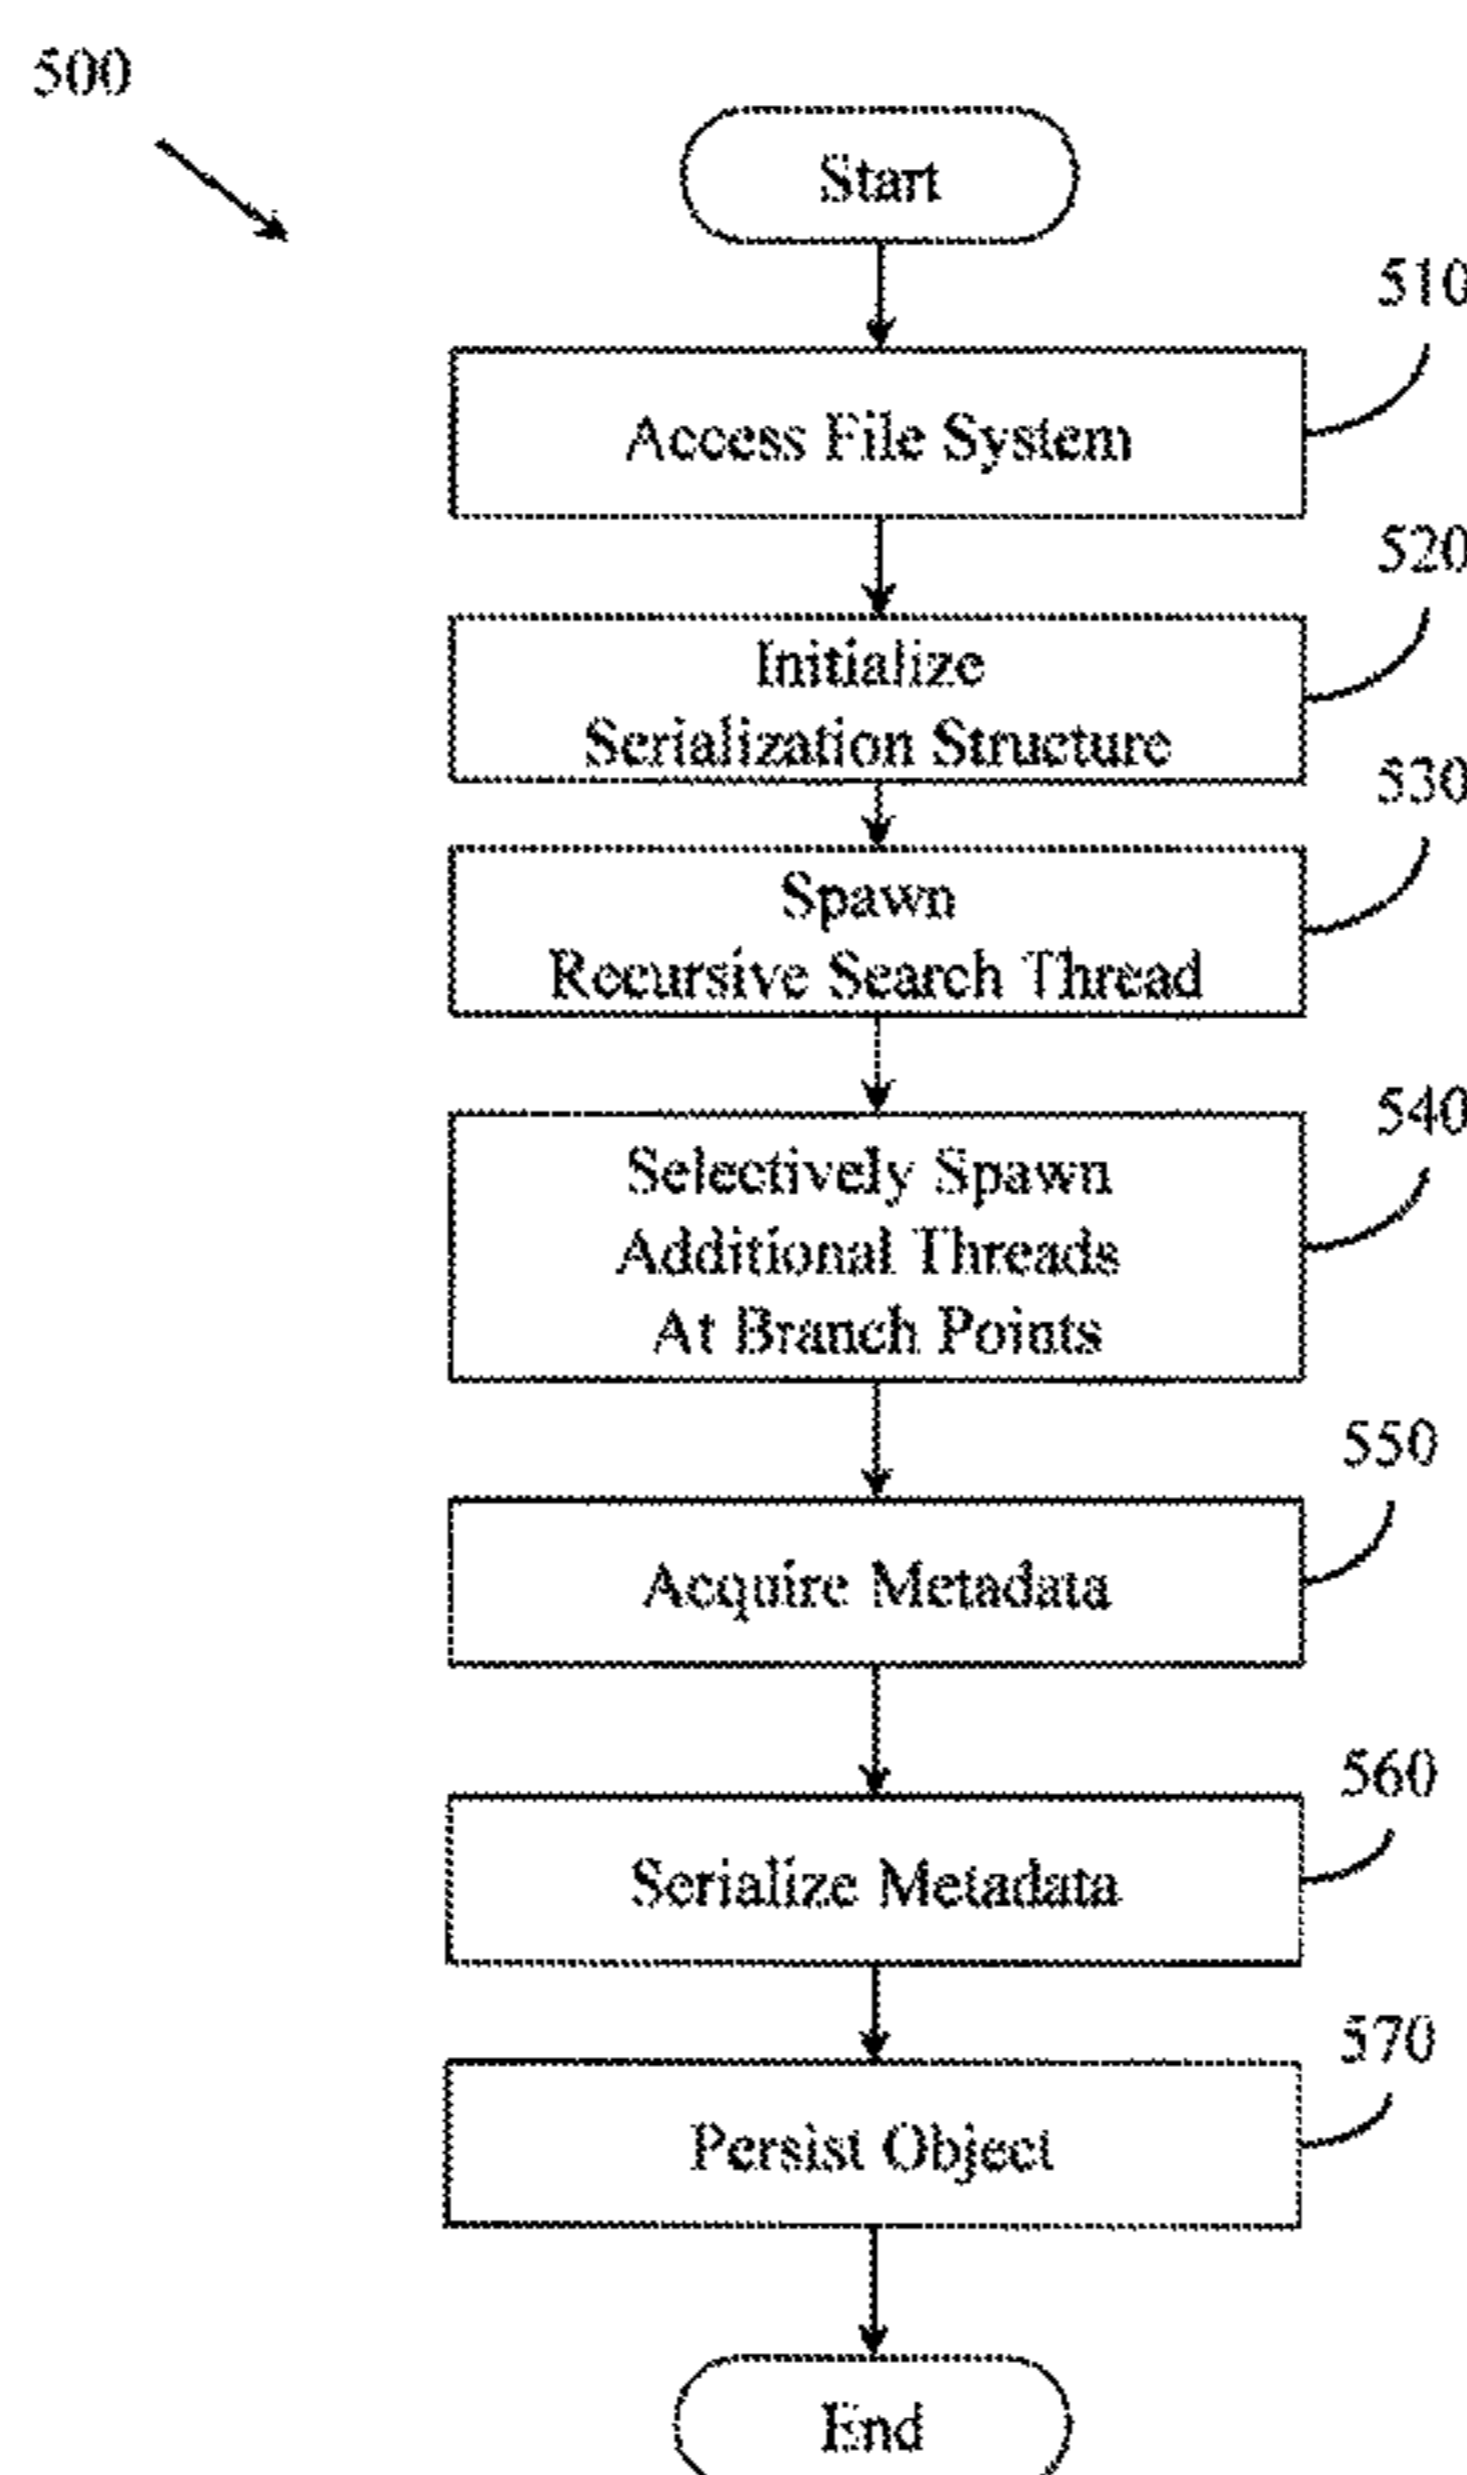 500
Start
510
Access File System
520
Initialize
Serialization Structure
530
Spawn
Recursive Search Thread
540
Selectively Spawn
Additional Threads
At Branch Points
550
Acquire Metadata
560
Serialize Metadata
570
Persist Object
End